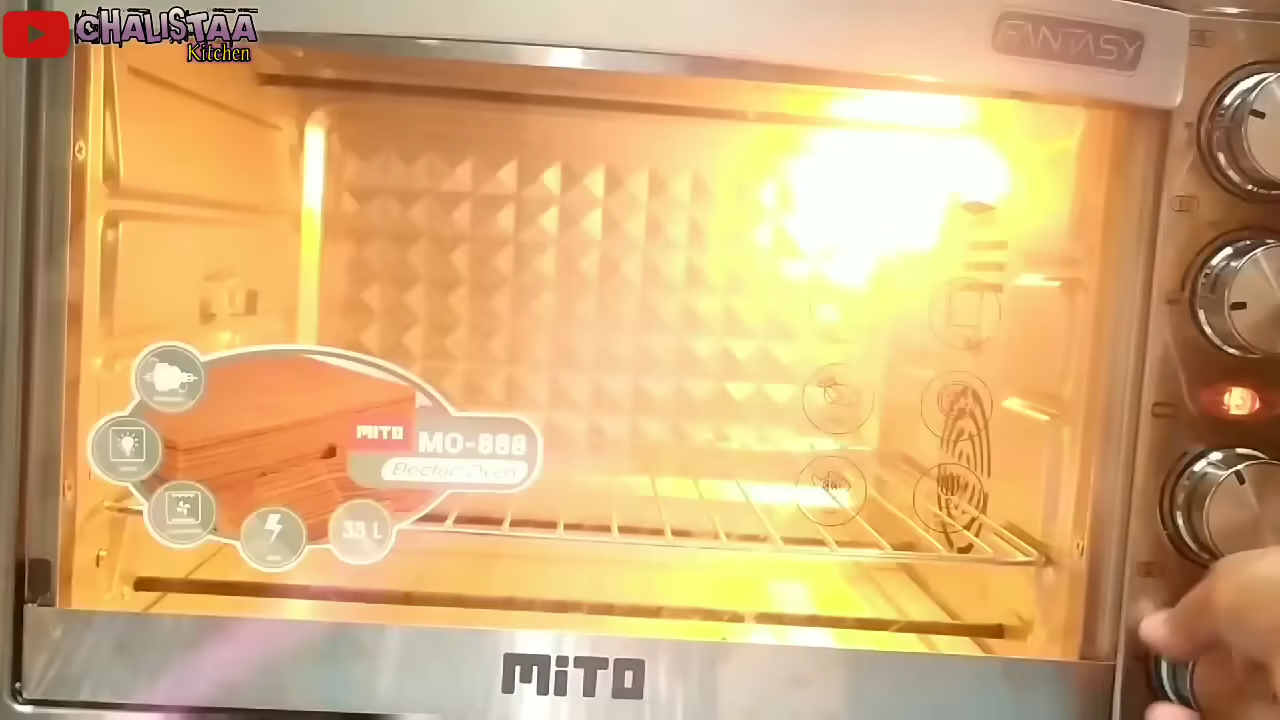 CHALISTAA
Kitchen
FANTASY
MITO
MO-888
Electric Oven
33 L
MITO